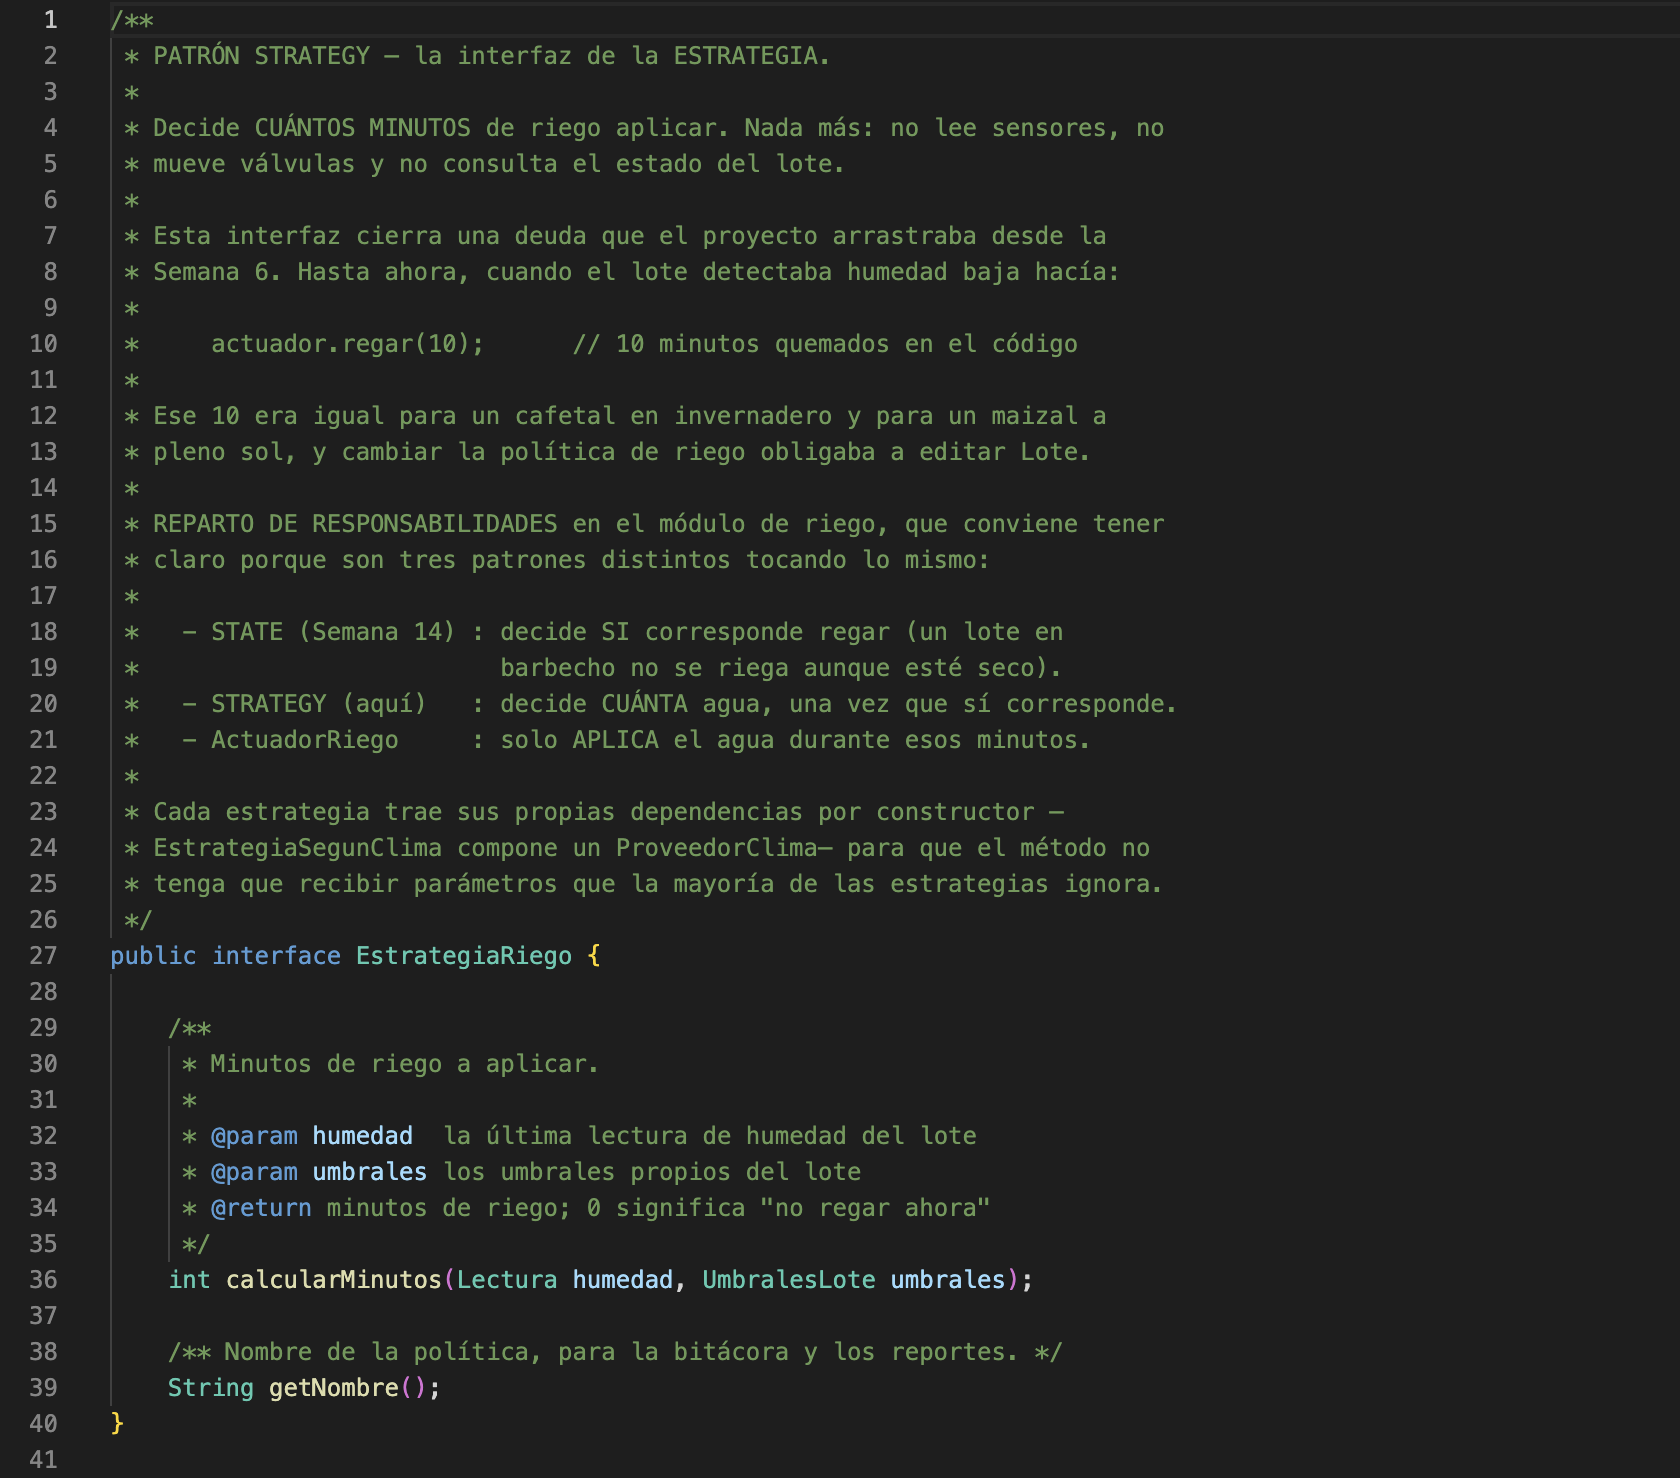 1 /**
2  * PATRÓN STRATEGY — la interfaz de la ESTRATEGIA.
3  *
4  * Decide CUÁNTOS MINUTOS de riego aplicar. Nada más: no lee sensores, no
5  * mueve válvulas y no consulta el estado del lote.
6  *
7  * Esta interfaz cierra una deuda que el proyecto arrastraba desde la
8  * Semana 6. Hasta ahora, cuando el lote detectaba humedad baja hacía:
9  *
10  *     actuador.regar(10);      // 10 minutos quemados en el código
11  *
12  * Ese 10 era igual para un cafetal en invernadero y para un maizal a
13  * pleno sol, y cambiar la política de riego obligaba a editar Lote.
14  *
15  * REPARTO DE RESPONSABILIDADES en el módulo de riego, que conviene tener
16  * claro porque son tres patrones distintos tocando lo mismo:
17  *
18  *   - STATE (Semana 14) : decide SI corresponde regar (un lote en
19  *                         barbecho no se riega aunque esté seco).
20  *   - STRATEGY (aquí)   : decide CUÁNTA agua, una vez que sí corresponde.
21  *   - ActuadorRiego     : solo APLICA el agua durante esos minutos.
22  *
23  * Cada estrategia trae sus propias dependencias por constructor —
24  * EstrategiaSegunClima compone un ProveedorClima— para que el método no
25  * tenga que recibir parámetros que la mayoría de las estrategias ignora.
26  */
27 public interface EstrategiaRiego {
28
29     /**
30      * Minutos de riego a aplicar.
31      *
32      * @param humedad  la última lectura de humedad del lote
33      * @param umbrales los umbrales propios del lote
34      * @return minutos de riego; 0 significa "no regar ahora"
35      */
36     int calcularMinutos(Lectura humedad, UmbralesLote umbrales);
37
38     /** Nombre de la política, para la bitácora y los reportes. */
39     String getNombre();
40 }
41